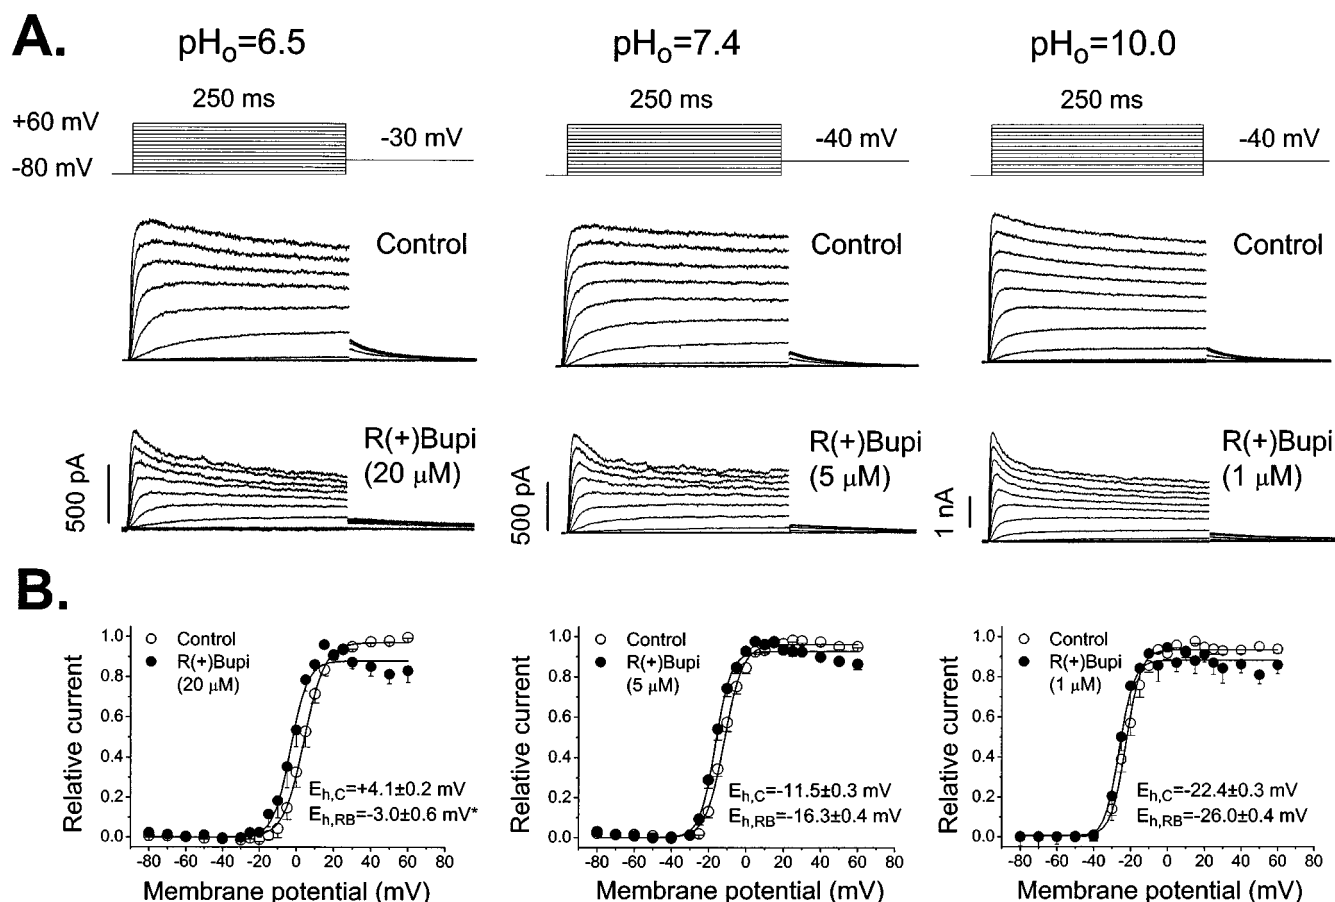 A.
pHo=6.5
pHo=7.4
pHo=10.0
250 ms
250 ms
250 ms
+60 mV
-80 mV
-30 mV
-40 mV
-40 mV
Control
Control
Control
R(+)Bupi
(20 μM)
500 pA
R(+)Bupi
(5 μM)
500 pA
R(+)Bupi
(1 μM)
1 nA
B.
Relative current
1.0
0.8
0.6
0.4
0.2
0.0
Control
R(+)Bupi
(20 μM)
Eh,C=+4.1±0.2 mV
Eh,RB=-3.0±0.6 mV*
-80 -60 -40 -20 0 20 40 60 80
Membrane potential (mV)
Relative current
1.0
0.8
0.6
0.4
0.2
0.0
Control
R(+)Bupi
(5 μM)
Eh,C=-11.5±0.3 mV
Eh,RB=-16.3±0.4 mV
-80 -60 -40 -20 0 20 40 60 80
Membrane potential (mV)
Relative current
1.0
0.8
0.6
0.4
0.2
0.0
Control
R(+)Bupi
(1 μM)
Eh,C=-22.4±0.3 mV
Eh,RB=-26.0±0.4 mV
-80 -60 -40 -20 0 20 40 60 80
Membrane potential (mV)